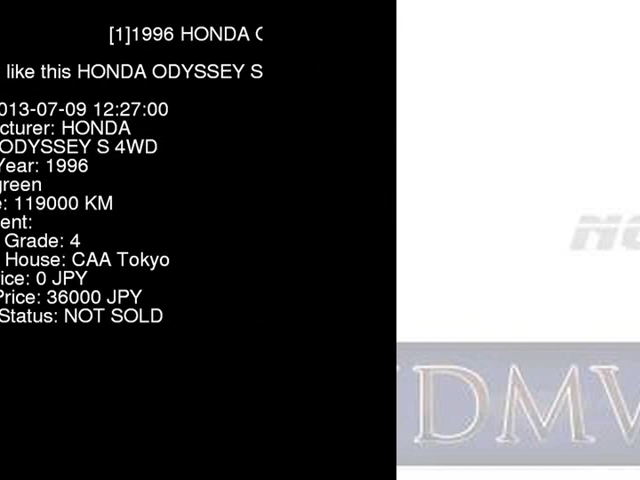 [1]1996 HONDA
like this HONDA ODYSSEY S
013-07-09 12:27:00
cturer: HONDA
ODYSSEY S 4WD
Year: 1996
green
e: 119000 KM
ent:
Grade: 4
House: CAA Tokyo
ice: 0 JPY
Price: 36000 JPY
Status: NOT SOLD
DMV